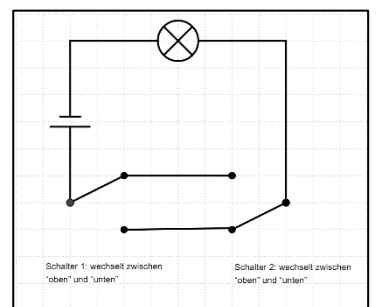 Schalter 1: wechselt zwischen
"oben" und "unten"
Schalter 2: wechselt zwischen
"oben" und "unten"